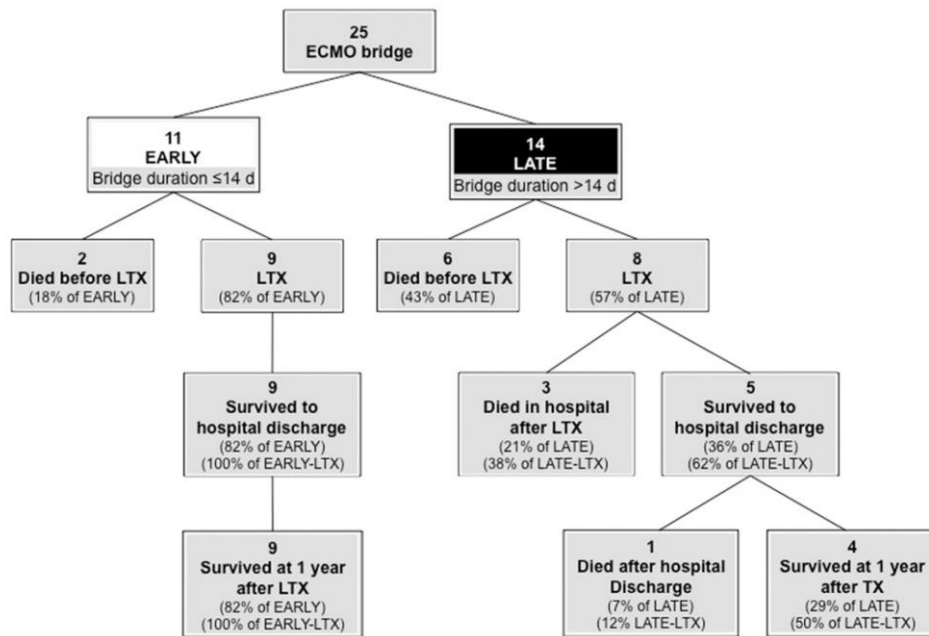 25
ECMO bridge
11
EARLY
Bridge duration ≤14 d
14
LATE
Bridge duration >14 d
2
Died before LTX
(18% of EARLY)
9
LTX
(82% of EARLY)
6
Died before LTX
(43% of LATE)
8
LTX
(57% of LATE)
9
Survived to
hospital discharge
(82% of EARLY)
(100% of EARLY-LTX)
3
Died in hospital
after LTX
(21% of LATE)
(38% of LATE-LTX)
5
Survived to
hospital discharge
(36% of LATE)
(62% of LATE-LTX)
9
Survived at 1 year
after LTX
(82% of EARLY)
(100% of EARLY-LTX)
1
Died after hospital
Discharge
(7% of LATE)
(12% LATE-LTX)
4
Survived at 1 year
after TX
(29% of LATE)
(50% of LATE-LTX)